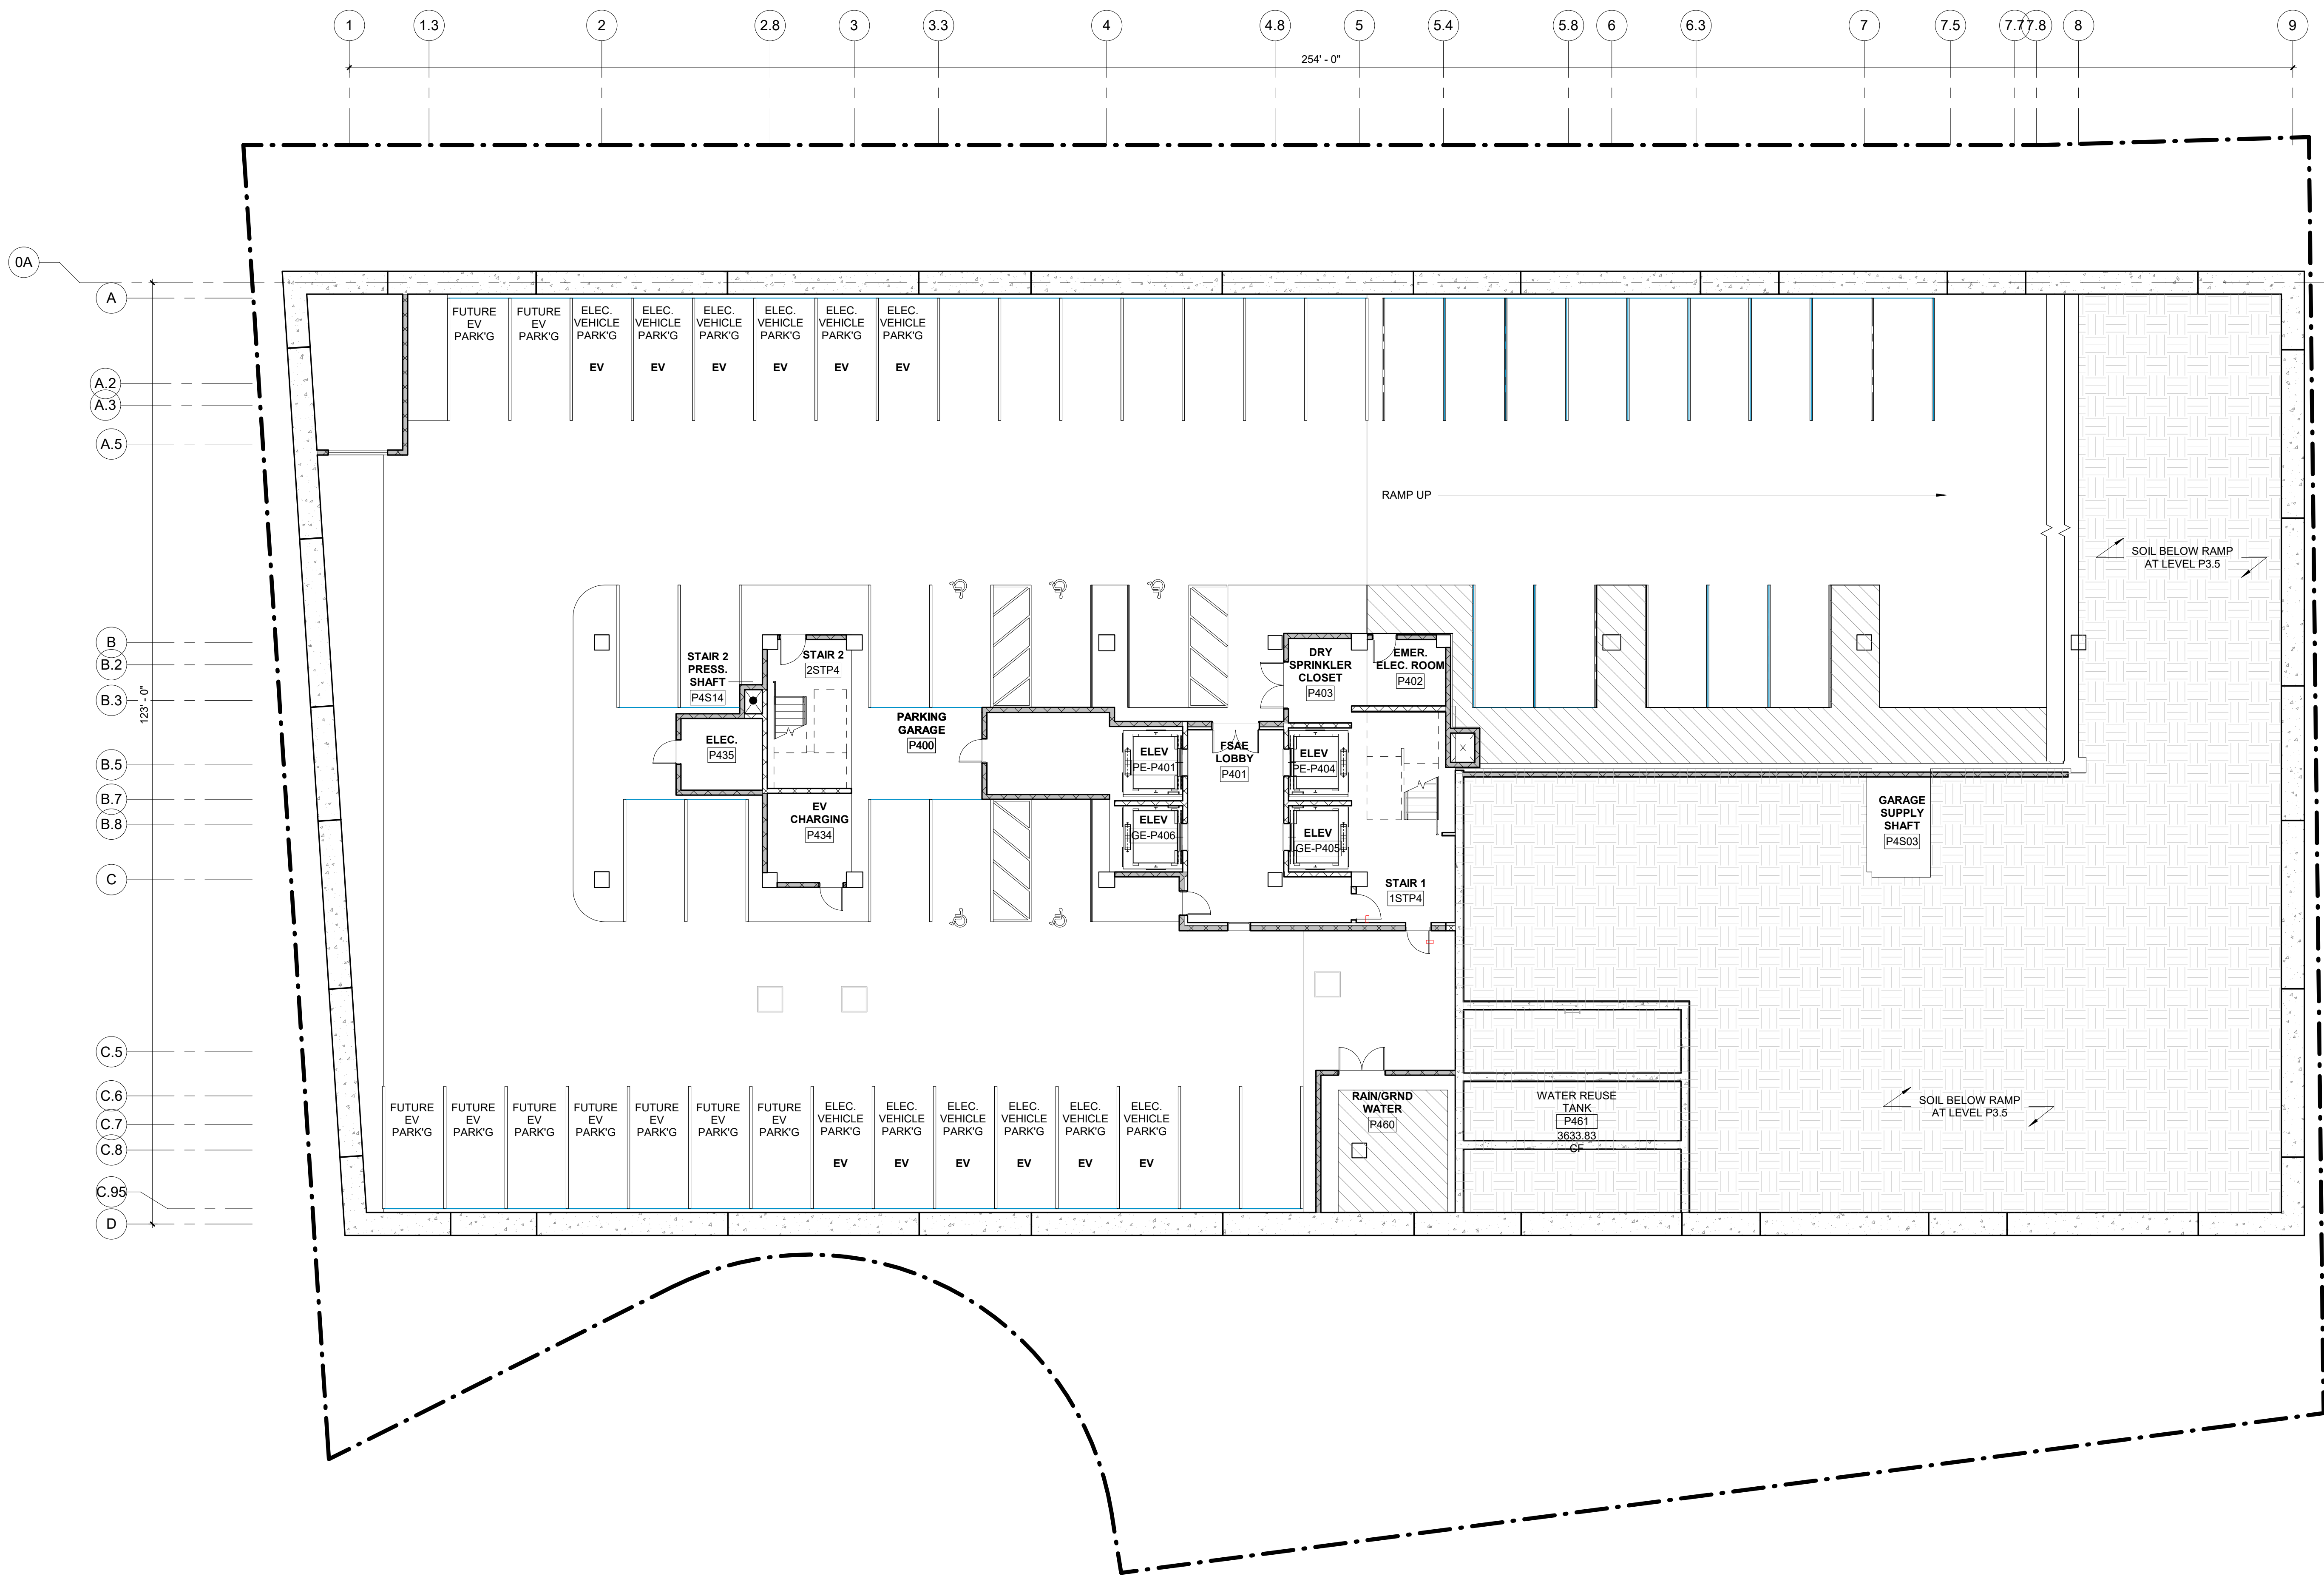 1
1.3
2
2.8
3
3.3
4
4.8
5
5.4
5.8
6
6.3
7
7.5
7.7
7.8
8
9
254' - 0"
0A
A
A.2
A.3
A.5
B
B.2
B.3
B.5
B.7
B.8
C
C.5
C.6
C.7
C.8
C.95
D
123' - 0"
FUTURE
EV
PARK'G
FUTURE
EV
PARK'G
ELEC.
VEHICLE
PARK'G
EV
ELEC.
VEHICLE
PARK'G
EV
ELEC.
VEHICLE
PARK'G
EV
ELEC.
VEHICLE
PARK'G
EV
ELEC.
VEHICLE
PARK'G
EV
ELEC.
VEHICLE
PARK'G
EV
RAMP UP
SOIL BELOW RAMP
AT LEVEL P3.5
STAIR 2
PRESS.
SHAFT
P4S14
STAIR 2
2STP4
ELEC.
P435
EV
CHARGING
P434
PARKING
GARAGE
P400
ELEV
PE-P401
ELEV
GE-P406
FSAE
LOBBY
P401
ELEV
PE-P404
ELEV
GE-P405
DRY
SPRINKLER
CLOSET
P403
EMER.
ELEC. ROOM
P402
STAIR 1
1STP4
GARAGE
SUPPLY
SHAFT
P4S03
FUTURE
EV
PARK'G
FUTURE
EV
PARK'G
FUTURE
EV
PARK'G
FUTURE
EV
PARK'G
FUTURE
EV
PARK'G
FUTURE
EV
PARK'G
FUTURE
EV
PARK'G
ELEC.
VEHICLE
PARK'G
EV
ELEC.
VEHICLE
PARK'G
EV
ELEC.
VEHICLE
PARK'G
EV
ELEC.
VEHICLE
PARK'G
EV
ELEC.
VEHICLE
PARK'G
EV
ELEC.
VEHICLE
PARK'G
EV
RAIN/GRND
WATER
P460
WATER REUSE
TANK
P461
3633.83
CF
SOIL BELOW RAMP
AT LEVEL P3.5